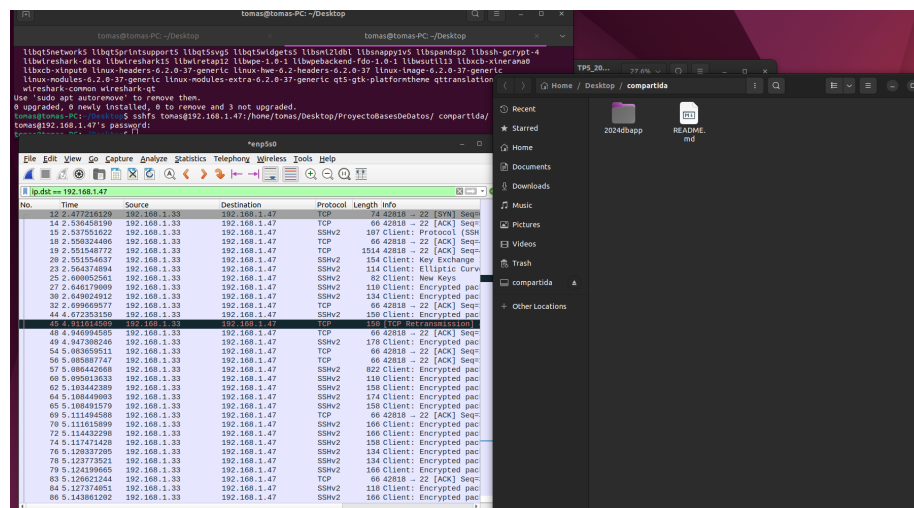 tomas@tomas-PC: ~/Desktop
tomas@tomas-PC: ~/Desktop
tomas@tomas-PC: ~/Desktop
libqt5network5 libqt5printsupport5 libqt5svg5 libqt5widgets5 libsmi2ldbl libsnappy1v5 libspandsp2 libssh-gcrypt-4
libwireshark-data libwireshark15 libwiretap12 libwpe-1.0-1 libwpebackend-fdo-1.0-1 libwsutil13 libxcb-xinerama0
libxcb-xinput0 linux-headers-6.2.0-37-generic linux-hwe-6.2-headers-6.2.0-37 linux-image-6.2.0-37-generic
linux-modules-6.2.0-37-generic linux-modules-extra-6.2.0-37-generic qt5-gtk-platformtheme qttranslation
wireshark-common wireshark-qt
Use 'sudo apt autoremove' to remove them.
0 upgraded, 0 newly installed, 0 to remove and 3 not upgraded.
tomas@tomas-PC:~/Desktop$ sshfs tomas@192.168.1.47:/home/tomas/Desktop/ProyectoBasesDeDatos/ compartida/
tomas@192.168.1.47's password:
tomas@tomas-PC:~/Desktop$
*enp5s0
File Edit View Go Capture Analyze Statistics Telephony Wireless Tools Help
ip.dst == 192.168.1.47
No. Time Source Destination Protocol Length Info
12 2.477216129 192.168.1.33 192.168.1.47 TCP 74 42818 → 22 [SYN] Seq=
14 2.536458190 192.168.1.33 192.168.1.47 TCP 66 42818 → 22 [ACK] Seq=
15 2.537551622 192.168.1.33 192.168.1.47 SSHv2 107 Client: Protocol (SSH
18 2.550324406 192.168.1.33 192.168.1.47 TCP 66 42818 → 22 [ACK] Seq=
19 2.551548772 192.168.1.33 192.168.1.47 TCP 1514 42818 → 22 [ACK] Seq=
20 2.551554637 192.168.1.33 192.168.1.47 SSHv2 154 Client: Key Exchange
23 2.564374894 192.168.1.33 192.168.1.47 SSHv2 114 Client: Elliptic Curv
25 2.600052561 192.168.1.33 192.168.1.47 SSHv2 82 Client: New Keys
27 2.646179009 192.168.1.33 192.168.1.47 SSHv2 110 Client: Encrypted pac
30 2.649024912 192.168.1.33 192.168.1.47 SSHv2 134 Client: Encrypted pac
32 2.699669577 192.168.1.33 192.168.1.47 TCP 66 42818 → 22 [ACK] Seq=
44 4.672353150 192.168.1.33 192.168.1.47 SSHv2 150 Client: Encrypted pac
45 4.911614509 192.168.1.33 192.168.1.47 TCP 150 [TCP Retransmission]
48 4.946994585 192.168.1.33 192.168.1.47 TCP 66 42818 → 22 [ACK] Seq=
49 4.947308246 192.168.1.33 192.168.1.47 SSHv2 178 Client: Encrypted pac
54 5.083659511 192.168.1.33 192.168.1.47 TCP 66 42818 → 22 [ACK] Seq=
56 5.085887747 192.168.1.33 192.168.1.47 TCP 66 42818 → 22 [ACK] Seq=
57 5.086442668 192.168.1.33 192.168.1.47 SSHv2 822 Client: Encrypted pac
60 5.095013633 192.168.1.33 192.168.1.47 SSHv2 110 Client: Encrypted pac
62 5.103442389 192.168.1.33 192.168.1.47 SSHv2 158 Client: Encrypted pac
64 5.108449003 192.168.1.33 192.168.1.47 SSHv2 174 Client: Encrypted pac
65 5.108491579 192.168.1.33 192.168.1.47 SSHv2 158 Client: Encrypted pac
69 5.111494588 192.168.1.33 192.168.1.47 TCP 66 42818 → 22 [ACK] Seq=
70 5.111615899 192.168.1.33 192.168.1.47 SSHv2 166 Client: Encrypted pac
72 5.114432298 192.168.1.33 192.168.1.47 SSHv2 166 Client: Encrypted pac
74 5.117471428 192.168.1.33 192.168.1.47 SSHv2 158 Client: Encrypted pac
76 5.120337205 192.168.1.33 192.168.1.47 SSHv2 134 Client: Encrypted pac
78 5.123773521 192.168.1.33 192.168.1.47 SSHv2 134 Client: Encrypted pac
79 5.124199665 192.168.1.33 192.168.1.47 SSHv2 166 Client: Encrypted pac
83 5.126621244 192.168.1.33 192.168.1.47 TCP 66 42818 → 22 [ACK] Seq=
84 5.127374051 192.168.1.33 192.168.1.47 SSHv2 118 Client: Encrypted pac
86 5.143861202 192.168.1.33 192.168.1.47 SSHv2 166 Client: Encrypted pac
TP5_20...
27.6%
Home / Desktop / compartida
Recent
Starred
Home
Documents
Downloads
Music
Pictures
Videos
Trash
compartida
+ Other Locations
2024dbapp
README.
md